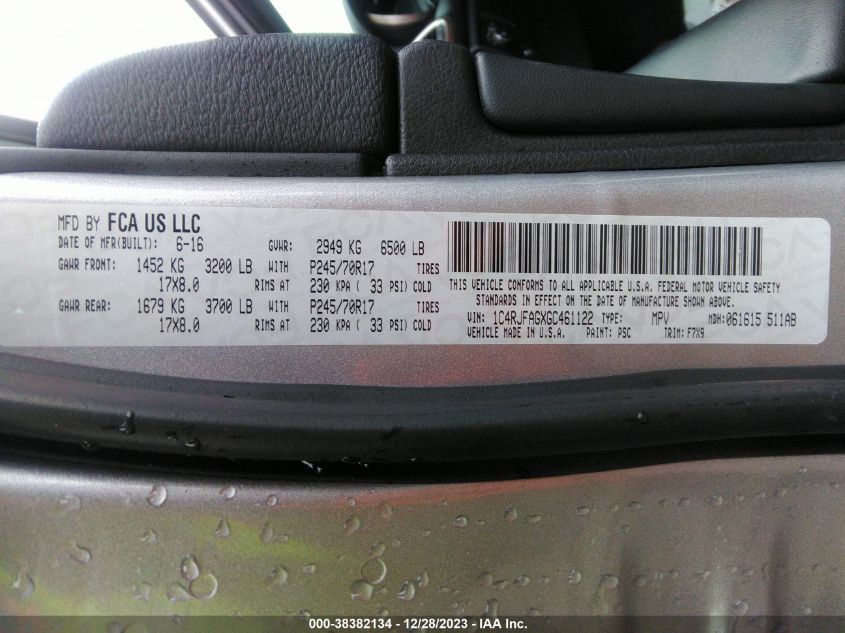 MFD BY FCA US LLC
DATE OF MFR(BUILT): 6-16 GVWR: 2949 KG 6500 LB
GAWR FRONT: 1452 KG 3200 LB WITH P245/70R17 TIRES
17X8.0 RIMS AT 230 KPA ( 33 PSI) COLD
GAWR REAR: 1679 KG 3700 LB WITH P245/70R17 TIRES
17X8.0 RIMS AT 230 KPA ( 33 PSI) COLD
THIS VEHICLE CONFORMS TO ALL APPLICABLE U.S.A. FEDERAL MOTOR VEHICLE SAFETY
STANDARDS IN EFFECT ON THE DATE OF MANUFACTURE SHOWN ABOVE.
VIN: 1C4RJFAGXGC461122 TYPE: MPV MDH: 061615 511AB
VEHICLE MADE IN U.S.A. PAINT: PSC TRIM: F7X9
000-38382134 - 12/28/2023 - IAA Inc.